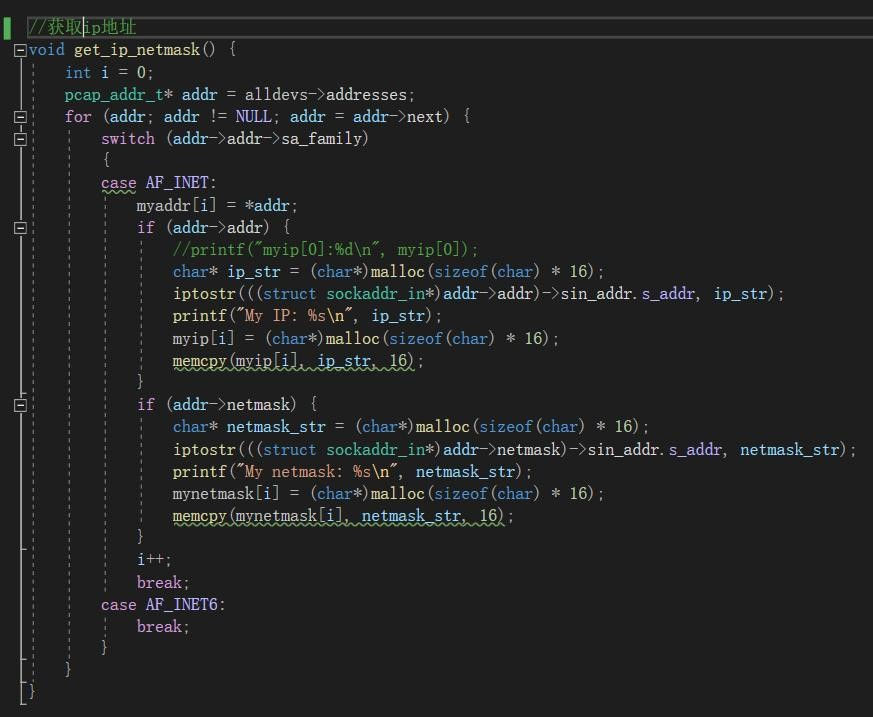 //获取ip地址
void get_ip_netmask() {
    int i = 0;
    pcap_addr_t* addr = alldevs->addresses;
    for (addr; addr != NULL; addr = addr->next) {
        switch (addr->addr->sa_family)
        {
        case AF_INET:
            myaddr[i] = *addr;
            if (addr->addr) {
                //printf("myip[0]:%d\n", myip[0]);
                char* ip_str = (char*)malloc(sizeof(char) * 16);
                iptostr(((struct sockaddr_in*)addr->addr)->sin_addr.s_addr, ip_str);
                printf("My IP: %s\n", ip_str);
                myip[i] = (char*)malloc(sizeof(char) * 16);
                memcpy(myip[i], ip_str, 16);
            }
            if (addr->netmask) {
                char* netmask_str = (char*)malloc(sizeof(char) * 16);
                iptostr(((struct sockaddr_in*)addr->netmask)->sin_addr.s_addr, netmask_str);
                printf("My netmask: %s\n", netmask_str);
                mynetmask[i] = (char*)malloc(sizeof(char) * 16);
                memcpy(mynetmask[i], netmask_str, 16);
            }
            i++;
            break;
        case AF_INET6:
            break;
        }
    }
}